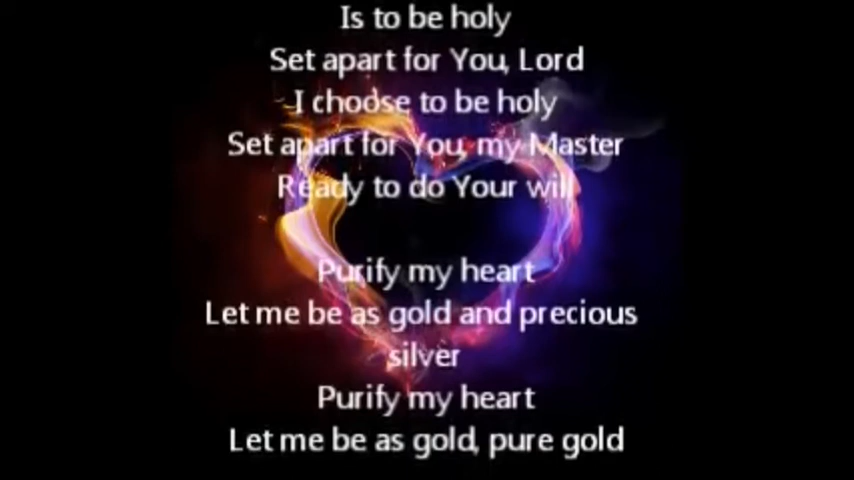 Is to be holy
Set apart for You, Lord
I choose to be holy
Set apart for You, my Master
Ready to do Your will
Purify my heart
Let me be as gold and precious
silver
Purify my heart
Let me be as gold, pure gold